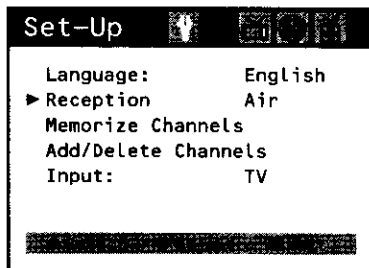 Set-Up
Language: English
Reception Air
Memorize Channels
Add/Delete Channels
Input: TV